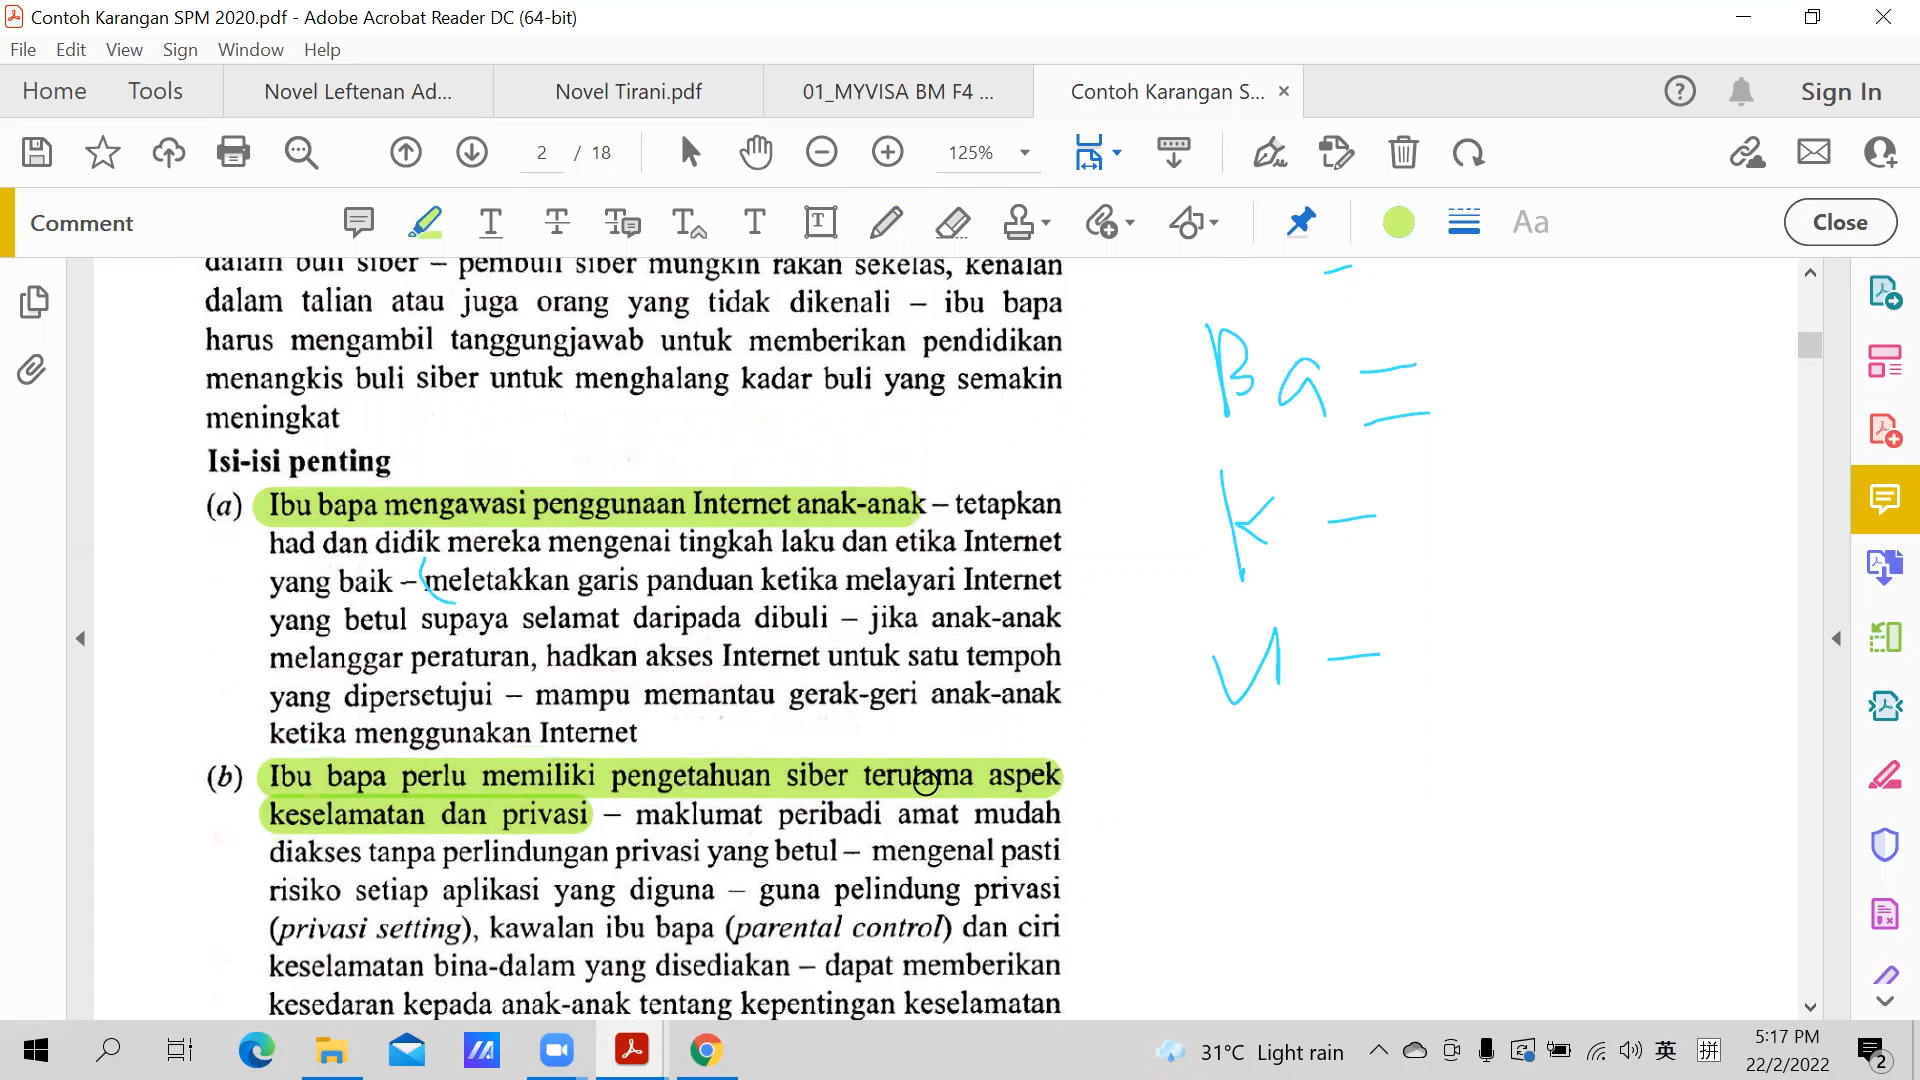 Contoh Karangan SPM 2020.pdf - Adobe Acrobat Reader DC (64-bit)
File Edit View Sign Window Help
Home Tools Novel Leftenan Ad... Novel Tirani.pdf 01_MYVISA BM F4 ... Contoh Karangan S... × Sign In
2 / 18 125%
Comment Aa Close
dalam buli siber – pembuli siber mungkin rakan sekelas, kenalan
dalam talian atau juga orang yang tidak dikenali – ibu bapa
harus mengambil tanggungjawab untuk memberikan pendidikan
menangkis buli siber untuk menghalang kadar buli yang semakin
meningkat
Isi-isi penting
(a) Ibu bapa mengawasi penggunaan Internet anak-anak – tetapkan
had dan didik mereka mengenai tingkah laku dan etika Internet
yang baik – meletakkan garis panduan ketika melayari Internet
yang betul supaya selamat daripada dibuli – jika anak-anak
melanggar peraturan, hadkan akses Internet untuk satu tempoh
yang dipersetujui – mampu memantau gerak-geri anak-anak
ketika menggunakan Internet
(b) Ibu bapa perlu memiliki pengetahuan siber terutama aspek
keselamatan dan privasi – maklumat peribadi amat mudah
diakses tanpa perlindungan privasi yang betul – mengenal pasti
risiko setiap aplikasi yang diguna – guna pelindung privasi
(privasi setting), kawalan ibu bapa (parental control) dan ciri
keselamatan bina-dalam yang disediakan – dapat memberikan
kesedaran kepada anak-anak tentang kepentingan keselamatan
Ba =
K –
31°C Light rain 英 拼 5:17 PM
22/2/2022 2